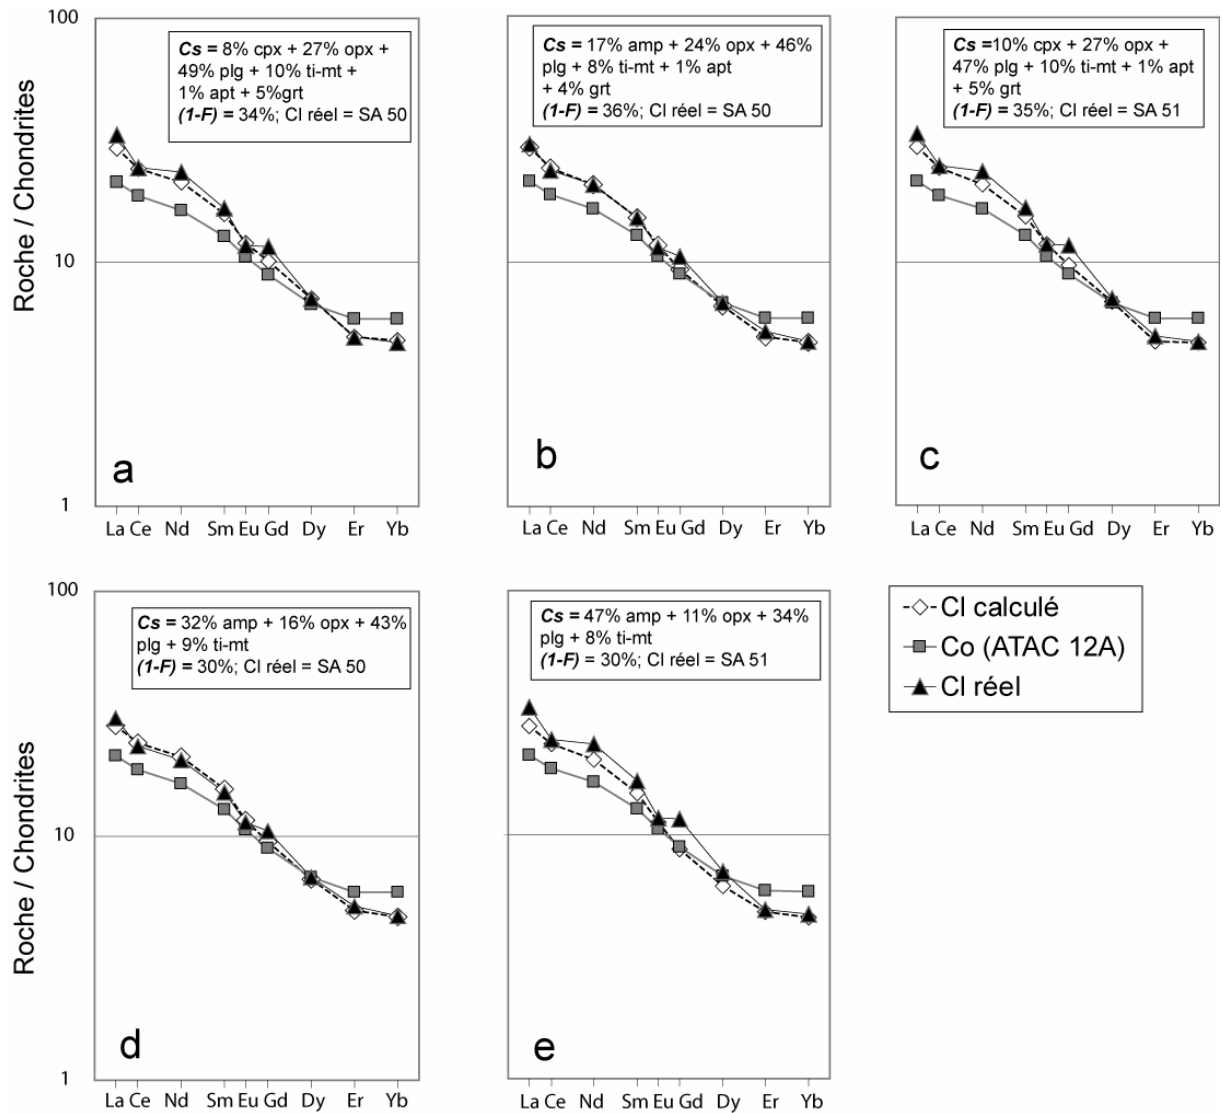 100
Cs = 8% cpx + 27% opx +
49% plg + 10% ti-mt +
1% apt + 5%grt
(1-F) = 34%; Cl réel = SA 50
Cs = 17% amp + 24% opx + 46%
plg + 8% ti-mt + 1% apt
+ 4% grt
(1-F) = 36%; Cl réel = SA 50
Cs =10% cpx + 27% opx +
47% plg + 10% ti-mt + 1% apt
+ 5% grt
(1-F) = 35%; Cl réel = SA 51
Roche / Chondrites
10
a
b
c
1
La Ce Nd Sm Eu Gd Dy Er Yb
La Ce Nd Sm Eu Gd Dy Er Yb
La Ce Nd Sm Eu Gd Dy Er Yb
100
Cs = 32% amp + 16% opx + 43%
plg + 9% ti-mt
(1-F) = 30%; Cl réel = SA 50
Cs = 47% amp + 11% opx + 34%
plg + 8% ti-mt
(1-F) = 30%; Cl réel = SA 51
Cl calculé
Co (ATAC 12A)
Cl réel
Roche / Chondrites
10
d
e
1
La Ce Nd Sm Eu Gd Dy Er Yb
La Ce Nd Sm Eu Gd Dy Er Yb